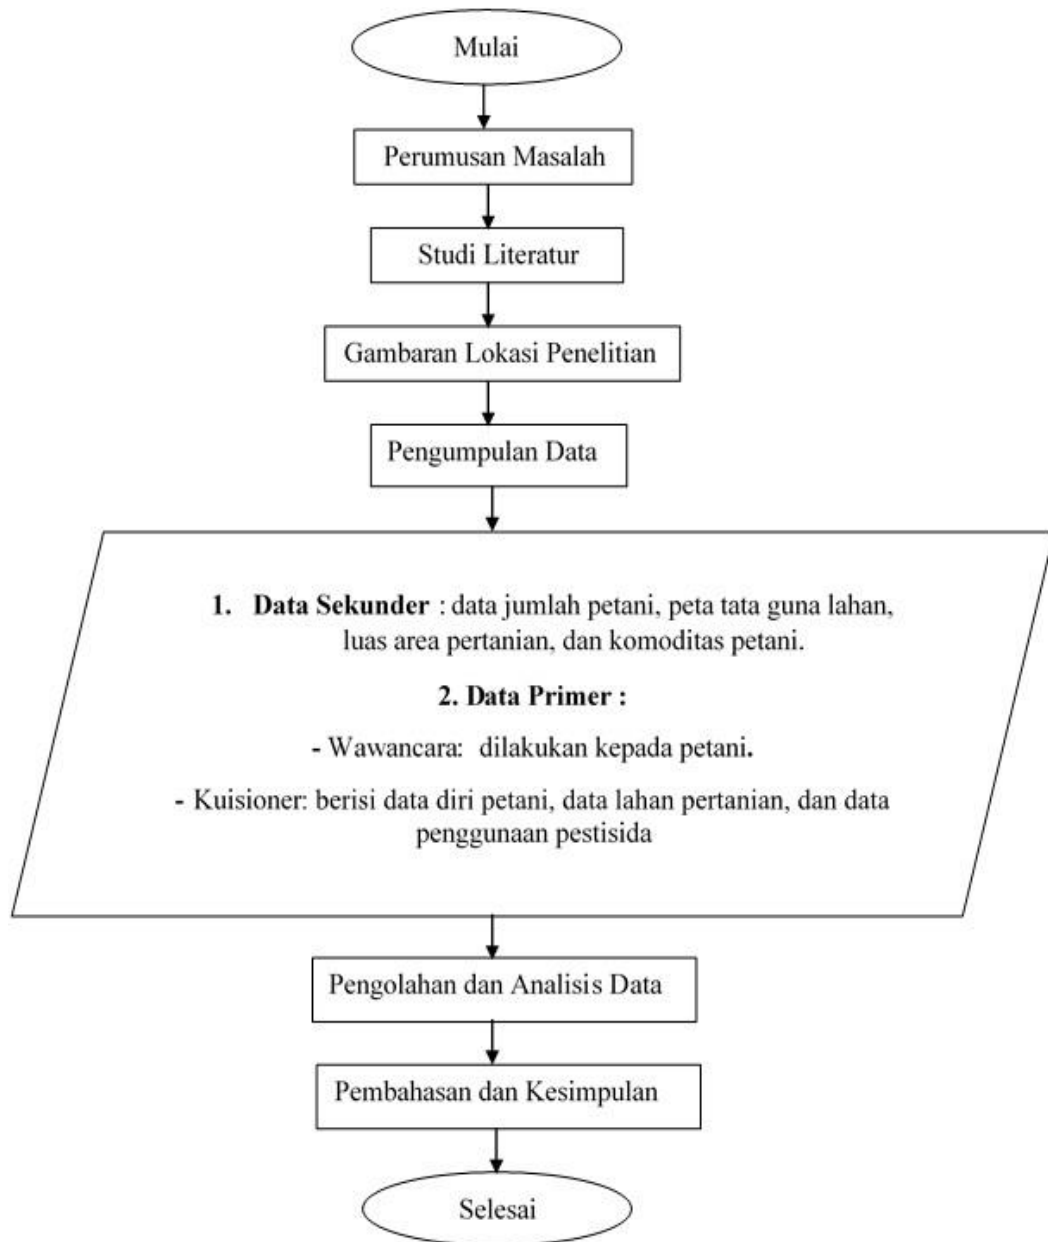 Mulai
Perumusan Masalah
Studi Literatur
Gambaran Lokasi Penelitian
Pengumpulan Data
1. Data Sekunder : data jumlah petani, peta tata guna lahan,
luas area pertanian, dan komoditas petani.
2. Data Primer :
- Wawancara: dilakukan kepada petani.
- Kuisioner: berisi data diri petani, data lahan pertanian, dan data
penggunaan pestisida
Pengolahan dan Analisis Data
Pembahasan dan Kesimpulan
Selesai